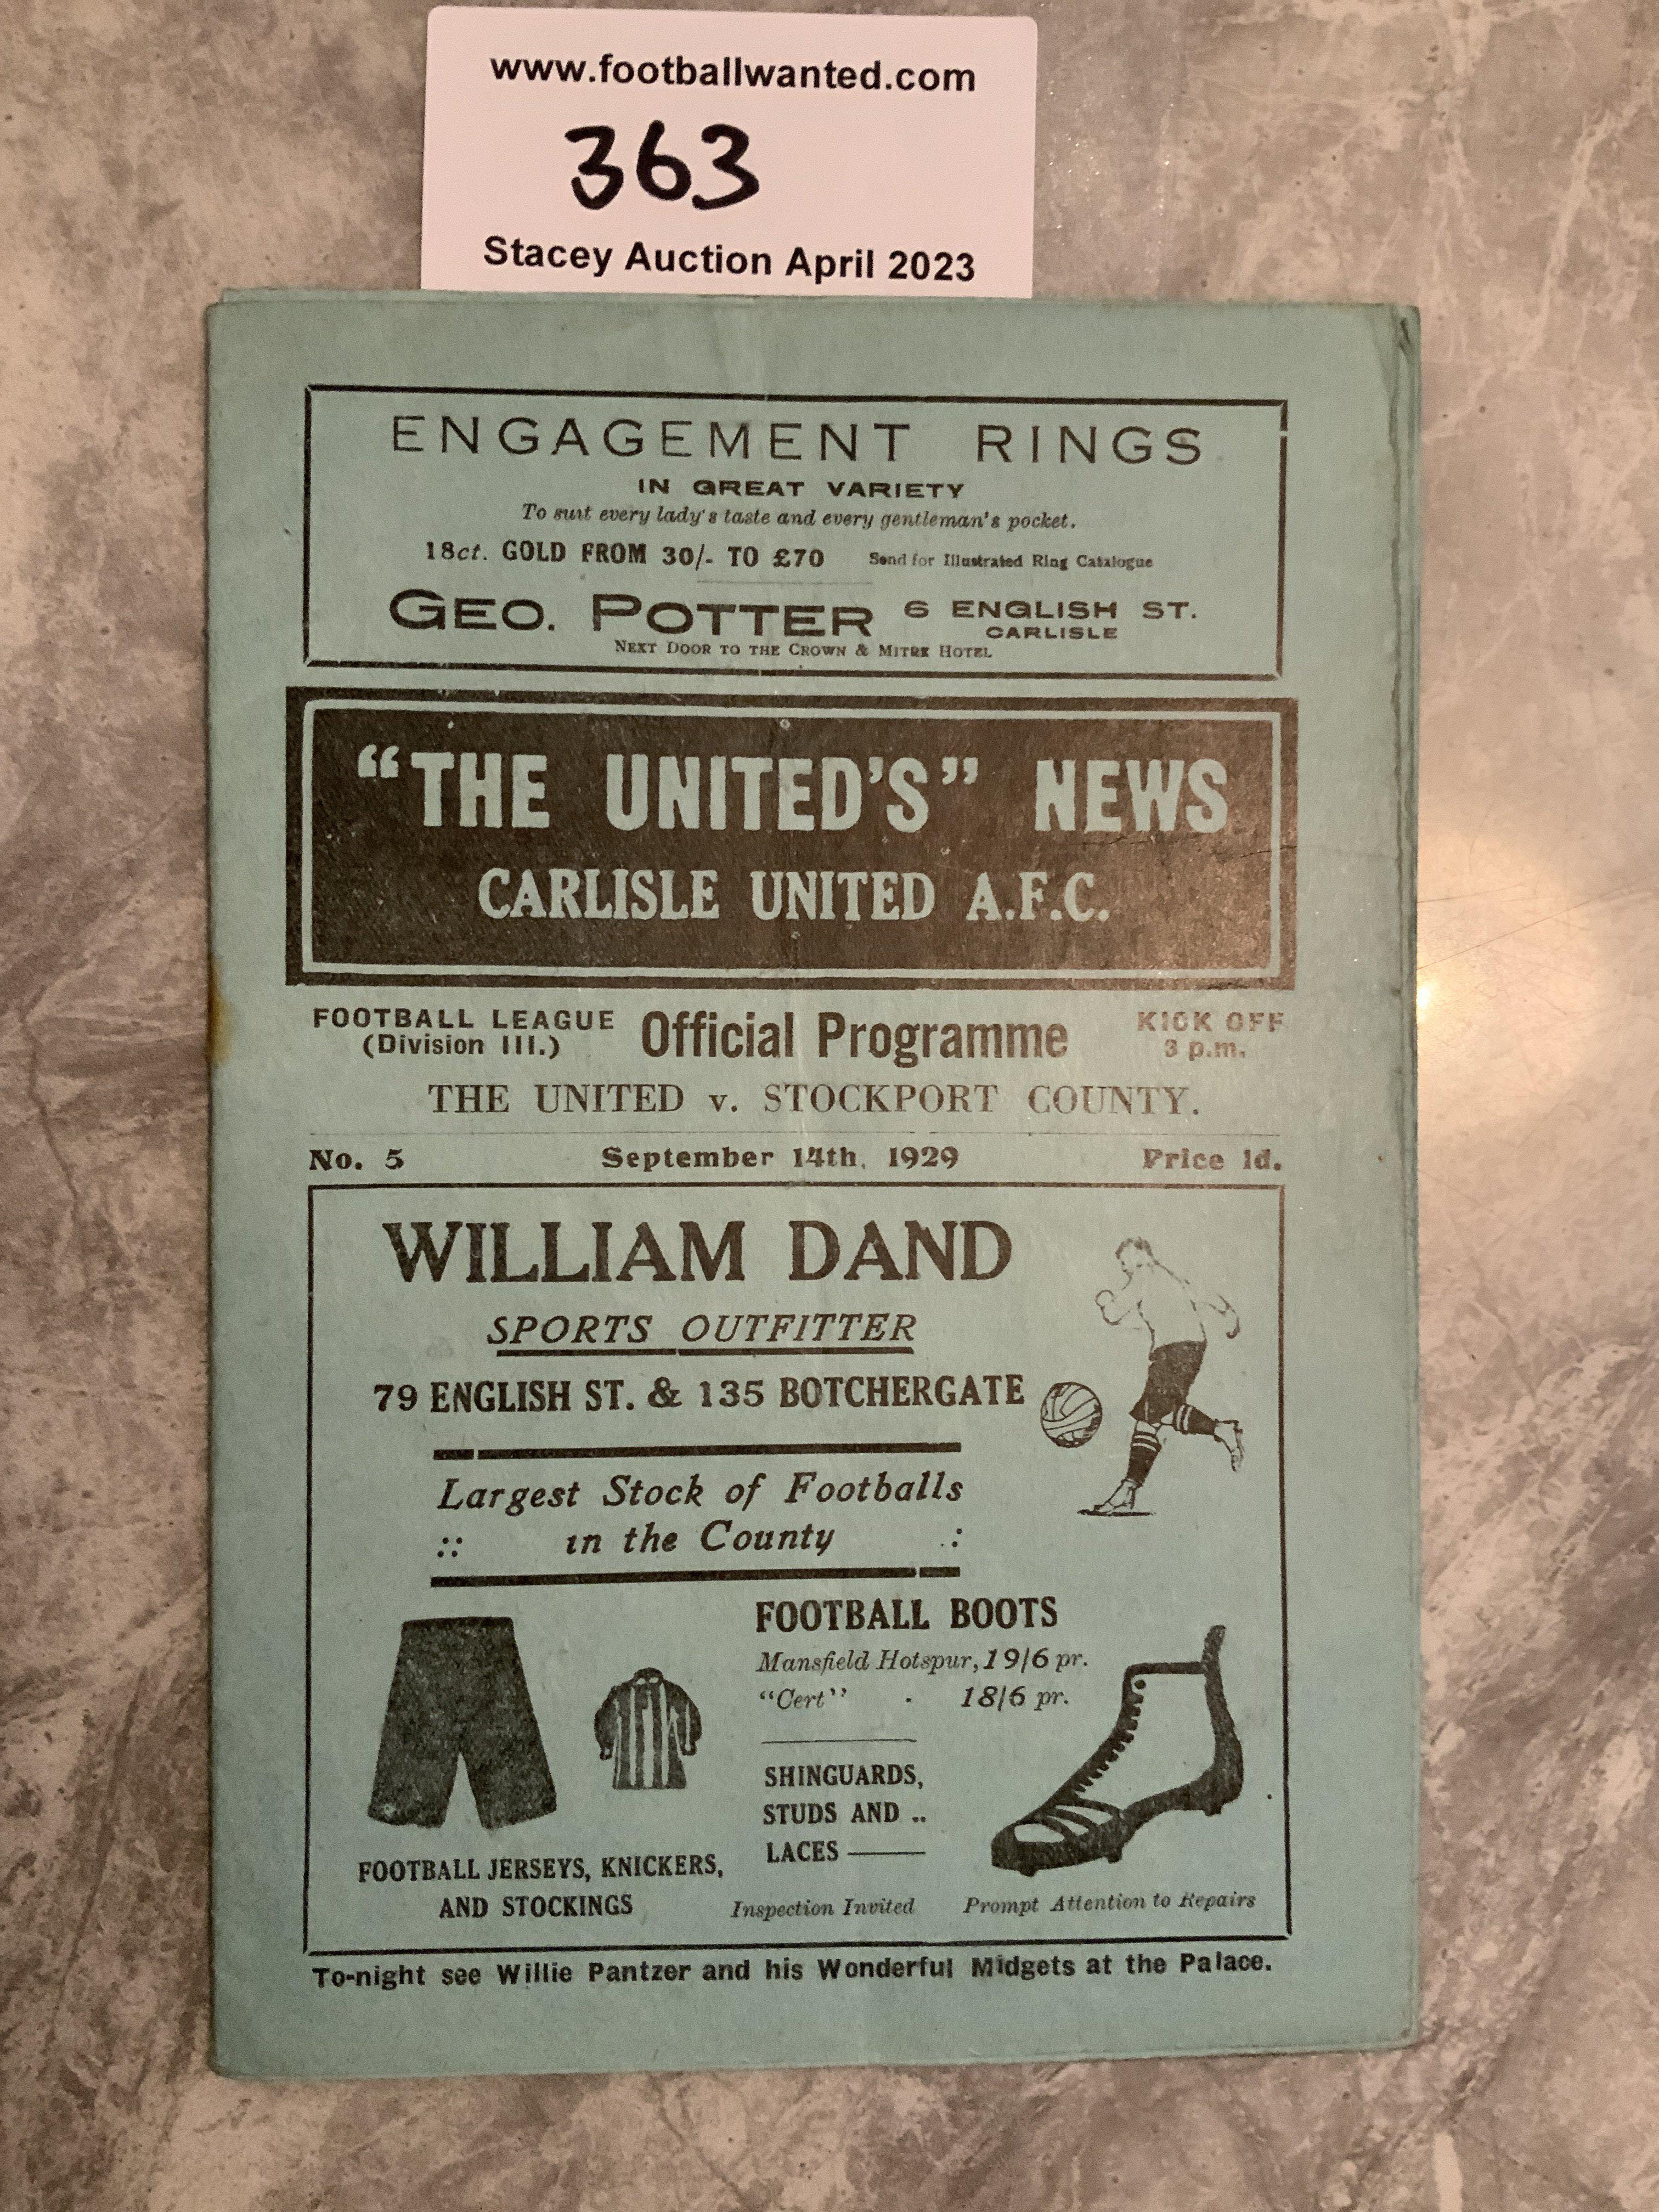 www.footballwanted.com
363
Stacey Auction April 2023
ENGAGEMENT RINGS
IN GREAT VARIETY
To suit every lady's taste and every gentleman's pocket.
18ct. GOLD FROM 30/- TO £70 Send for Illustrated Ring Catalogue
GEO. POTTER 6 ENGLISH ST.
CARLISLE
NEXT DOOR TO THE CROWN & MITRE HOTEL
"THE UNITED'S" NEWS
CARLISLE UNITED A.F.C.
FOOTBALL LEAGUE
(Division III.)
Official Programme
KICK OFF
3 p.m.
THE UNITED v. STOCKPORT COUNTY.
No. 5 September 14th, 1929 Price 1d.
WILLIAM DAND
SPORTS OUTFITTER
79 ENGLISH ST. & 135 BOTCHERGATE
Largest Stock of Footballs
:: in the County :
FOOTBALL BOOTS
Mansfield Hotspur, 19/6 pr.
"Cert" - 18/6 pr.
SHINGUARDS,
STUDS AND ..
LACES ——
FOOTBALL JERSEYS, KNICKERS,
AND STOCKINGS
Inspection Invited Prompt Attention to Repairs
To-night see Willie Pantzer and his Wonderful Midgets at the Palace.